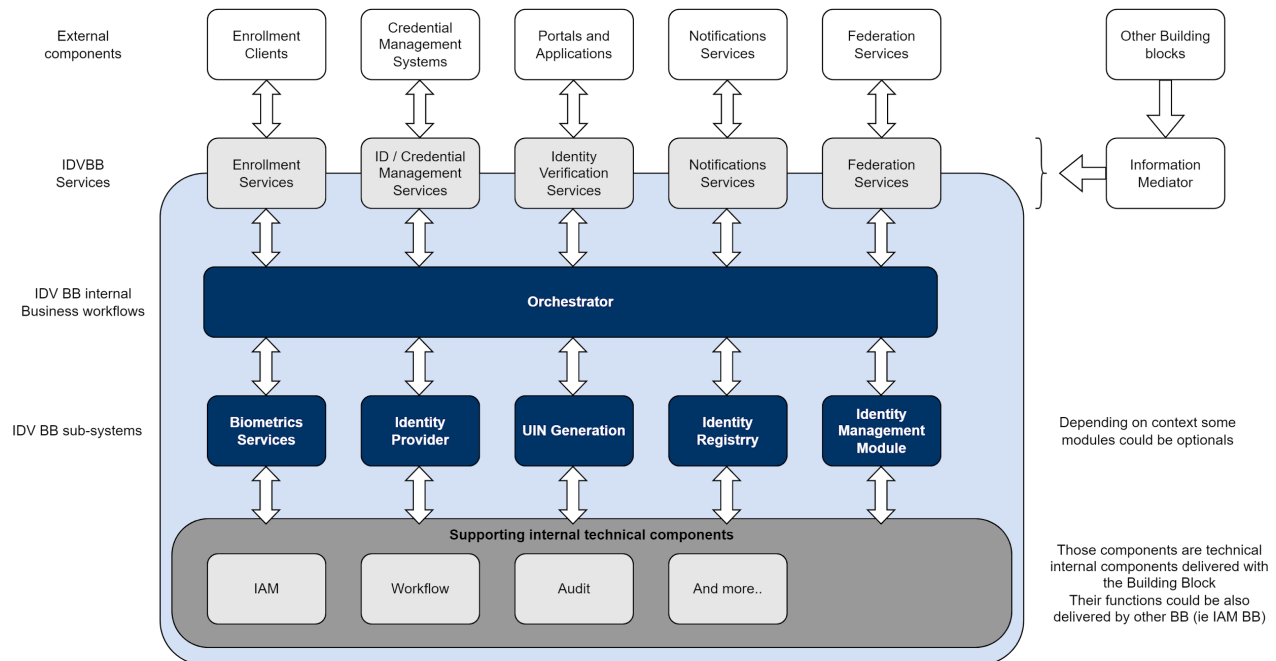 External
components
Enrollment
Clients
Credential
Management
Systems
Portals and
Applications
Notifications
Services
Federation
Services
Other Building
blocks
IDVBB
Services
Enrollment
Services
ID / Credential
Management
Services
Identity
Verification
Services
Notifications
Services
Federation
Services
Information
Mediator
IDV BB internal
Business workflows
Orchestrator
IDV BB sub-systems
Biometrics
Services
Identity
Provider
UIN Generation
Identity
Registrry
Identity
Management
Module
Depending on context some
modules could be optionals
Supporting internal technical components
IAM
Workflow
Audit
And more..
Those components are technical
internal components delivered with
the Building Block
Their functions could be also
delivered by other BB (ie IAM BB)